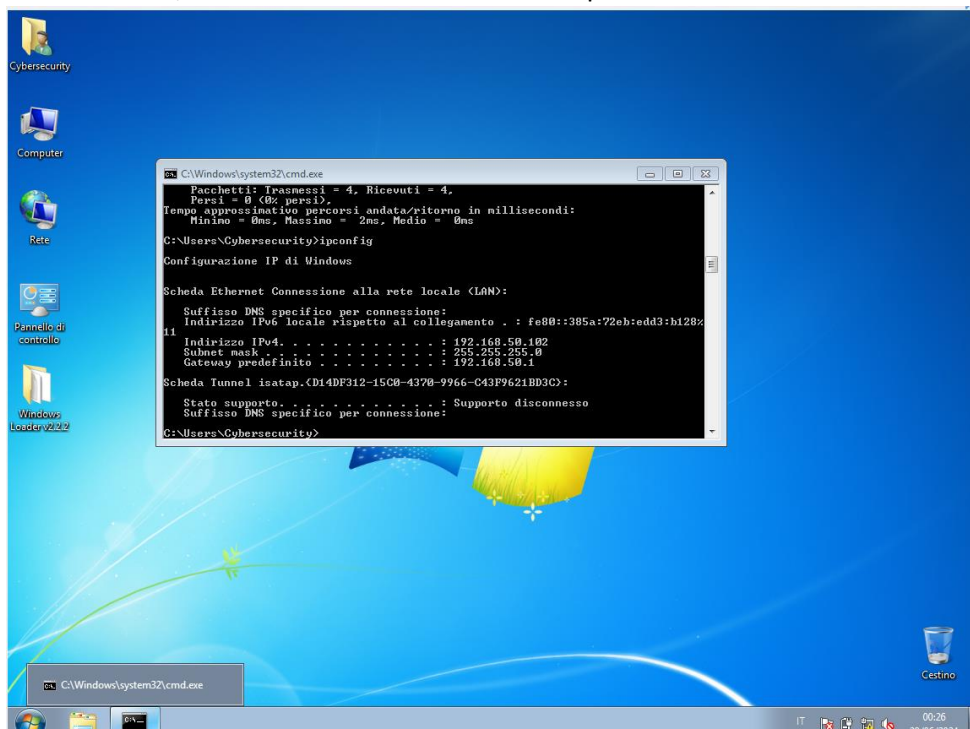 Cybersecurity
Computer
Rete
Pannello di
controllo
Windows
Loader v2.2.2
C:\Windows\system32\cmd.exe
Pacchetti: Trasmessi = 4, Ricevuti = 4,
Persi = 0 (0% persi),
Tempo approssimativo percorsi andata/ritorno in millisecondi:
Minimo = 0ms, Massimo =  2ms, Medio =  0ms
C:\Users\Cybersecurity>ipconfig
Configurazione IP di Windows
Scheda Ethernet Connessione alla rete locale (LAN):
Suffisso DNS specifico per connessione:
Indirizzo IPv6 locale rispetto al collegamento . : fe80::385a:72eb:edd3:b128%
11
Indirizzo IPv4. . . . . . . . . . . . : 192.168.50.102
Subnet mask . . . . . . . . . . . . . : 255.255.255.0
Gateway predefinito . . . . . . . . . : 192.168.50.1
Scheda Tunnel isatap.{D14DF312-15C0-4370-9966-C43F9621BD3C}:
Stato supporto. . . . . . . . . . . . : Supporto disconnesso
Suffisso DNS specifico per connessione:
C:\Users\Cybersecurity>
Cestino
C:\Windows\system32\cmd.exe
IT
00:26